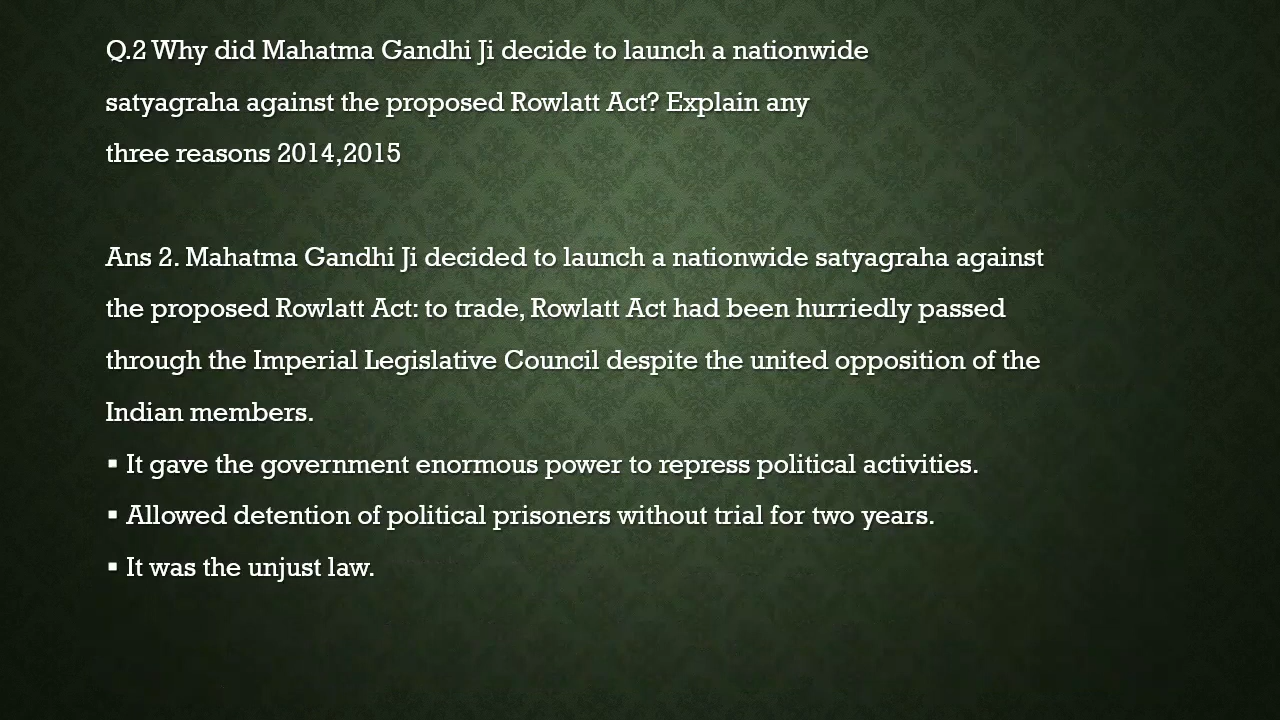 Q.2 Why did Mahatma Gandhi Ji decide to launch a nationwide
satyagraha against the proposed Rowlatt Act? Explain any
three reasons 2014,2015
Ans 2. Mahatma Gandhi Ji decided to launch a nationwide satyagraha against
the proposed Rowlatt Act: to trade, Rowlatt Act had been hurriedly passed
through the Imperial Legislative Council despite the united opposition of the
Indian members.
▪ It gave the government enormous power to repress political activities.
▪ Allowed detention of political prisoners without trial for two years.
▪ It was the unjust law.